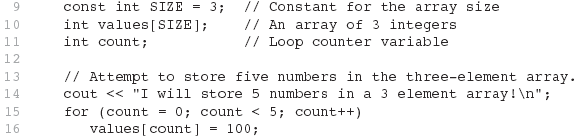 9 const int SIZE = 3; // Constant for the array size
10 int values[SIZE]; // An array of 3 integers
11 int count; // Loop counter variable
12
13 // Attempt to store five numbers in the three-element array.
14 cout << "I will store 5 numbers in a 3 element array!\n";
15 for (count = 0; count < 5; count++)
16 values[count] = 100;